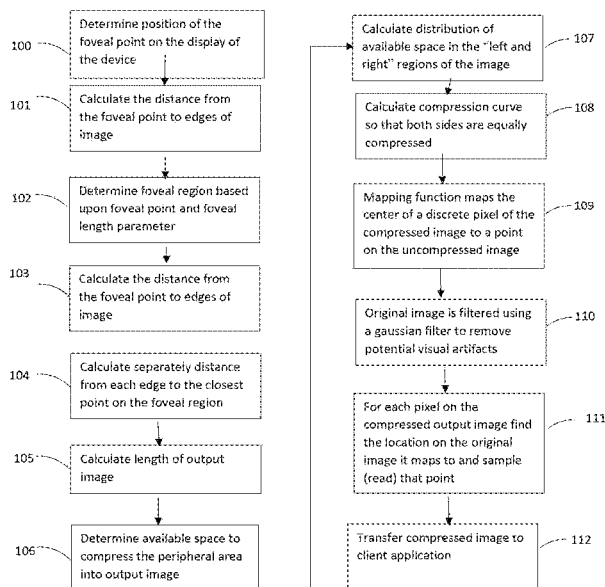 100
Determine position of the
foveal point on the display of
the device
101
Calculate the distance from
the foveal point to edges of
image
102
Determine foveal region based
upon foveal point and foveal
length parameter
103
Calculate the distance from
the foveal point to edges of
image
104
Calculate separately distance
from each edge to the closest
point on the foveal region
105
Calculate length of output
image
106
Determine available space to
compress the peripheral area
into output image
Calculate distribution of
available space in the "left and
right" regions of the image
107
Calculate compression curve
so that both sides are equally
compressed
108
Mapping function maps the
center of a discrete pixel of the
compressed image to a point
on the uncompressed image
109
Original image is filtered using
a gaussian filter to remove
potential visual artifacts
110
For each pixel on the
compressed output image find
the location on the original
image it maps to and sample
(read) that point
111
Transfer compressed image to
client application
112